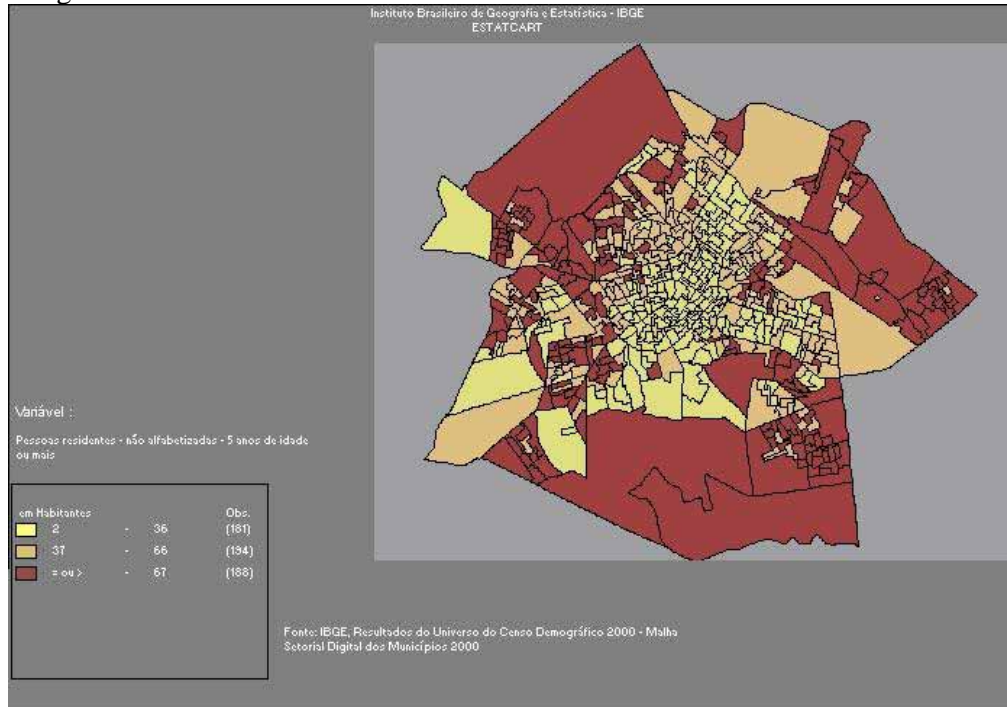 Instituto Brasileiro de Geografia e Estatística - IBGE
ESTATCART
Variável :
Pessoas residentes - não alfabetizadas - 5 anos de idade
ou mais
em Habitantes Obs.
2 - 36 (181)
37 - 66 (194)
= ou > - 67 (188)
Fonte: IBGE, Resultados do Universo do Censo Demográfico 2000 - Malha
Setorial Digital dos Municípios 2000